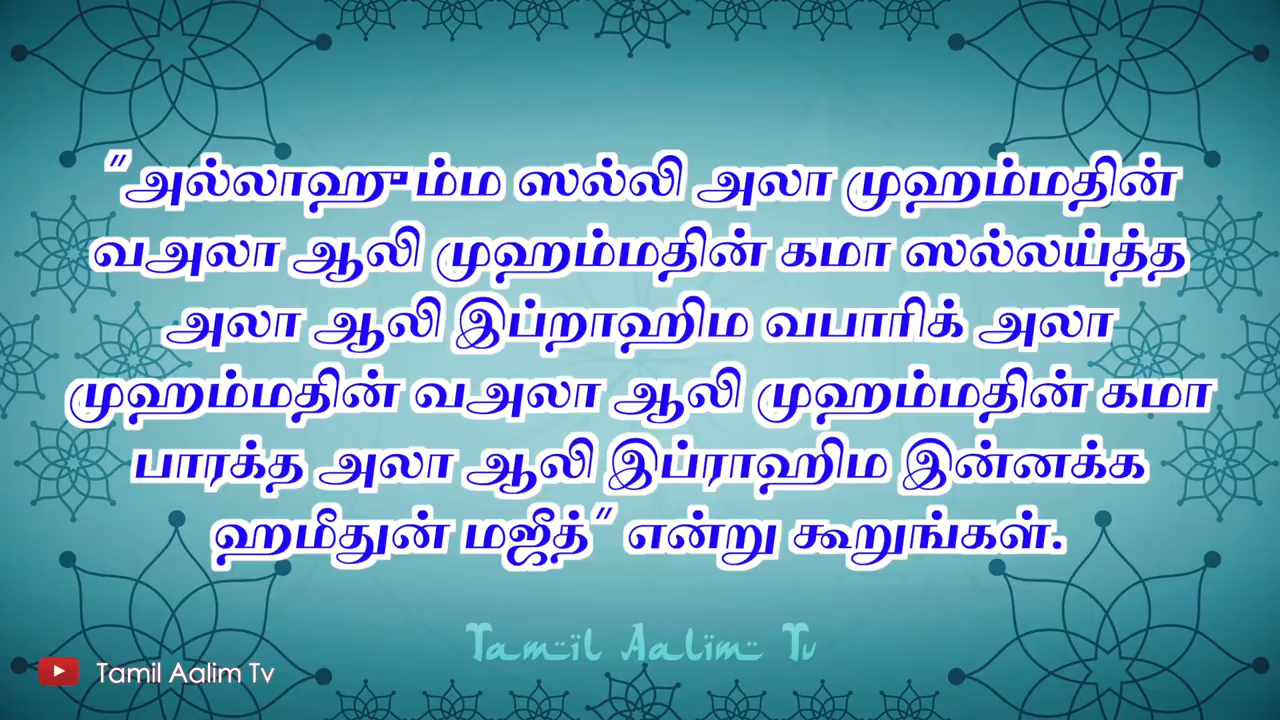 "அல்லாஹும்ம ஸல்லி அலா முஹம்மதின்
வஅலா ஆலி முஹம்மதின் கமா ஸல்லய்த்த
அலா ஆலி இப்றாஹிம வபாரிக் அலா
முஹம்மதின் வஅலா ஆலி முஹம்மதின் கமா
பாரக்த அலா ஆலி இப்ராஹிம இன்னக்க
ஹமீதுன் மஜீத்" என்று கூறுங்கள்.
Tamil Aalim Tv
Tamil Aalim Tv